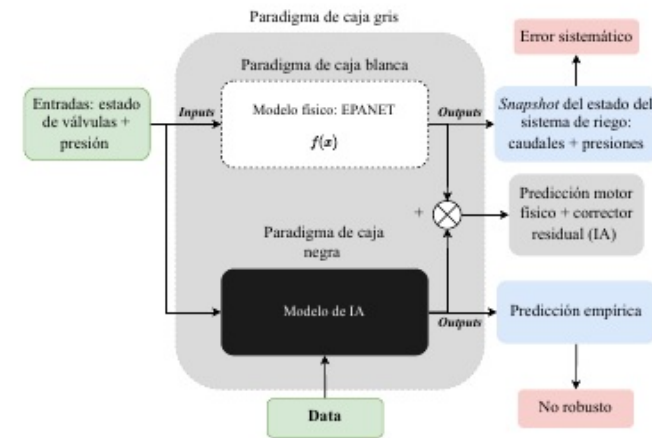 Paradigma de caja gris
Error sistemático
Paradigma de caja blanca
Entradas: estado
de válvulas +
presión
Inputs
Modelo físico: EPANET
f(x)
Outputs
Snapshot del estado del
sistema de riego:
caudales + presiones
+
Predicción motor
físico + corrector
residual (IA)
Paradigma de caja
negra
Modelo de IA
Outputs
Predicción empírica
Data
No robusto